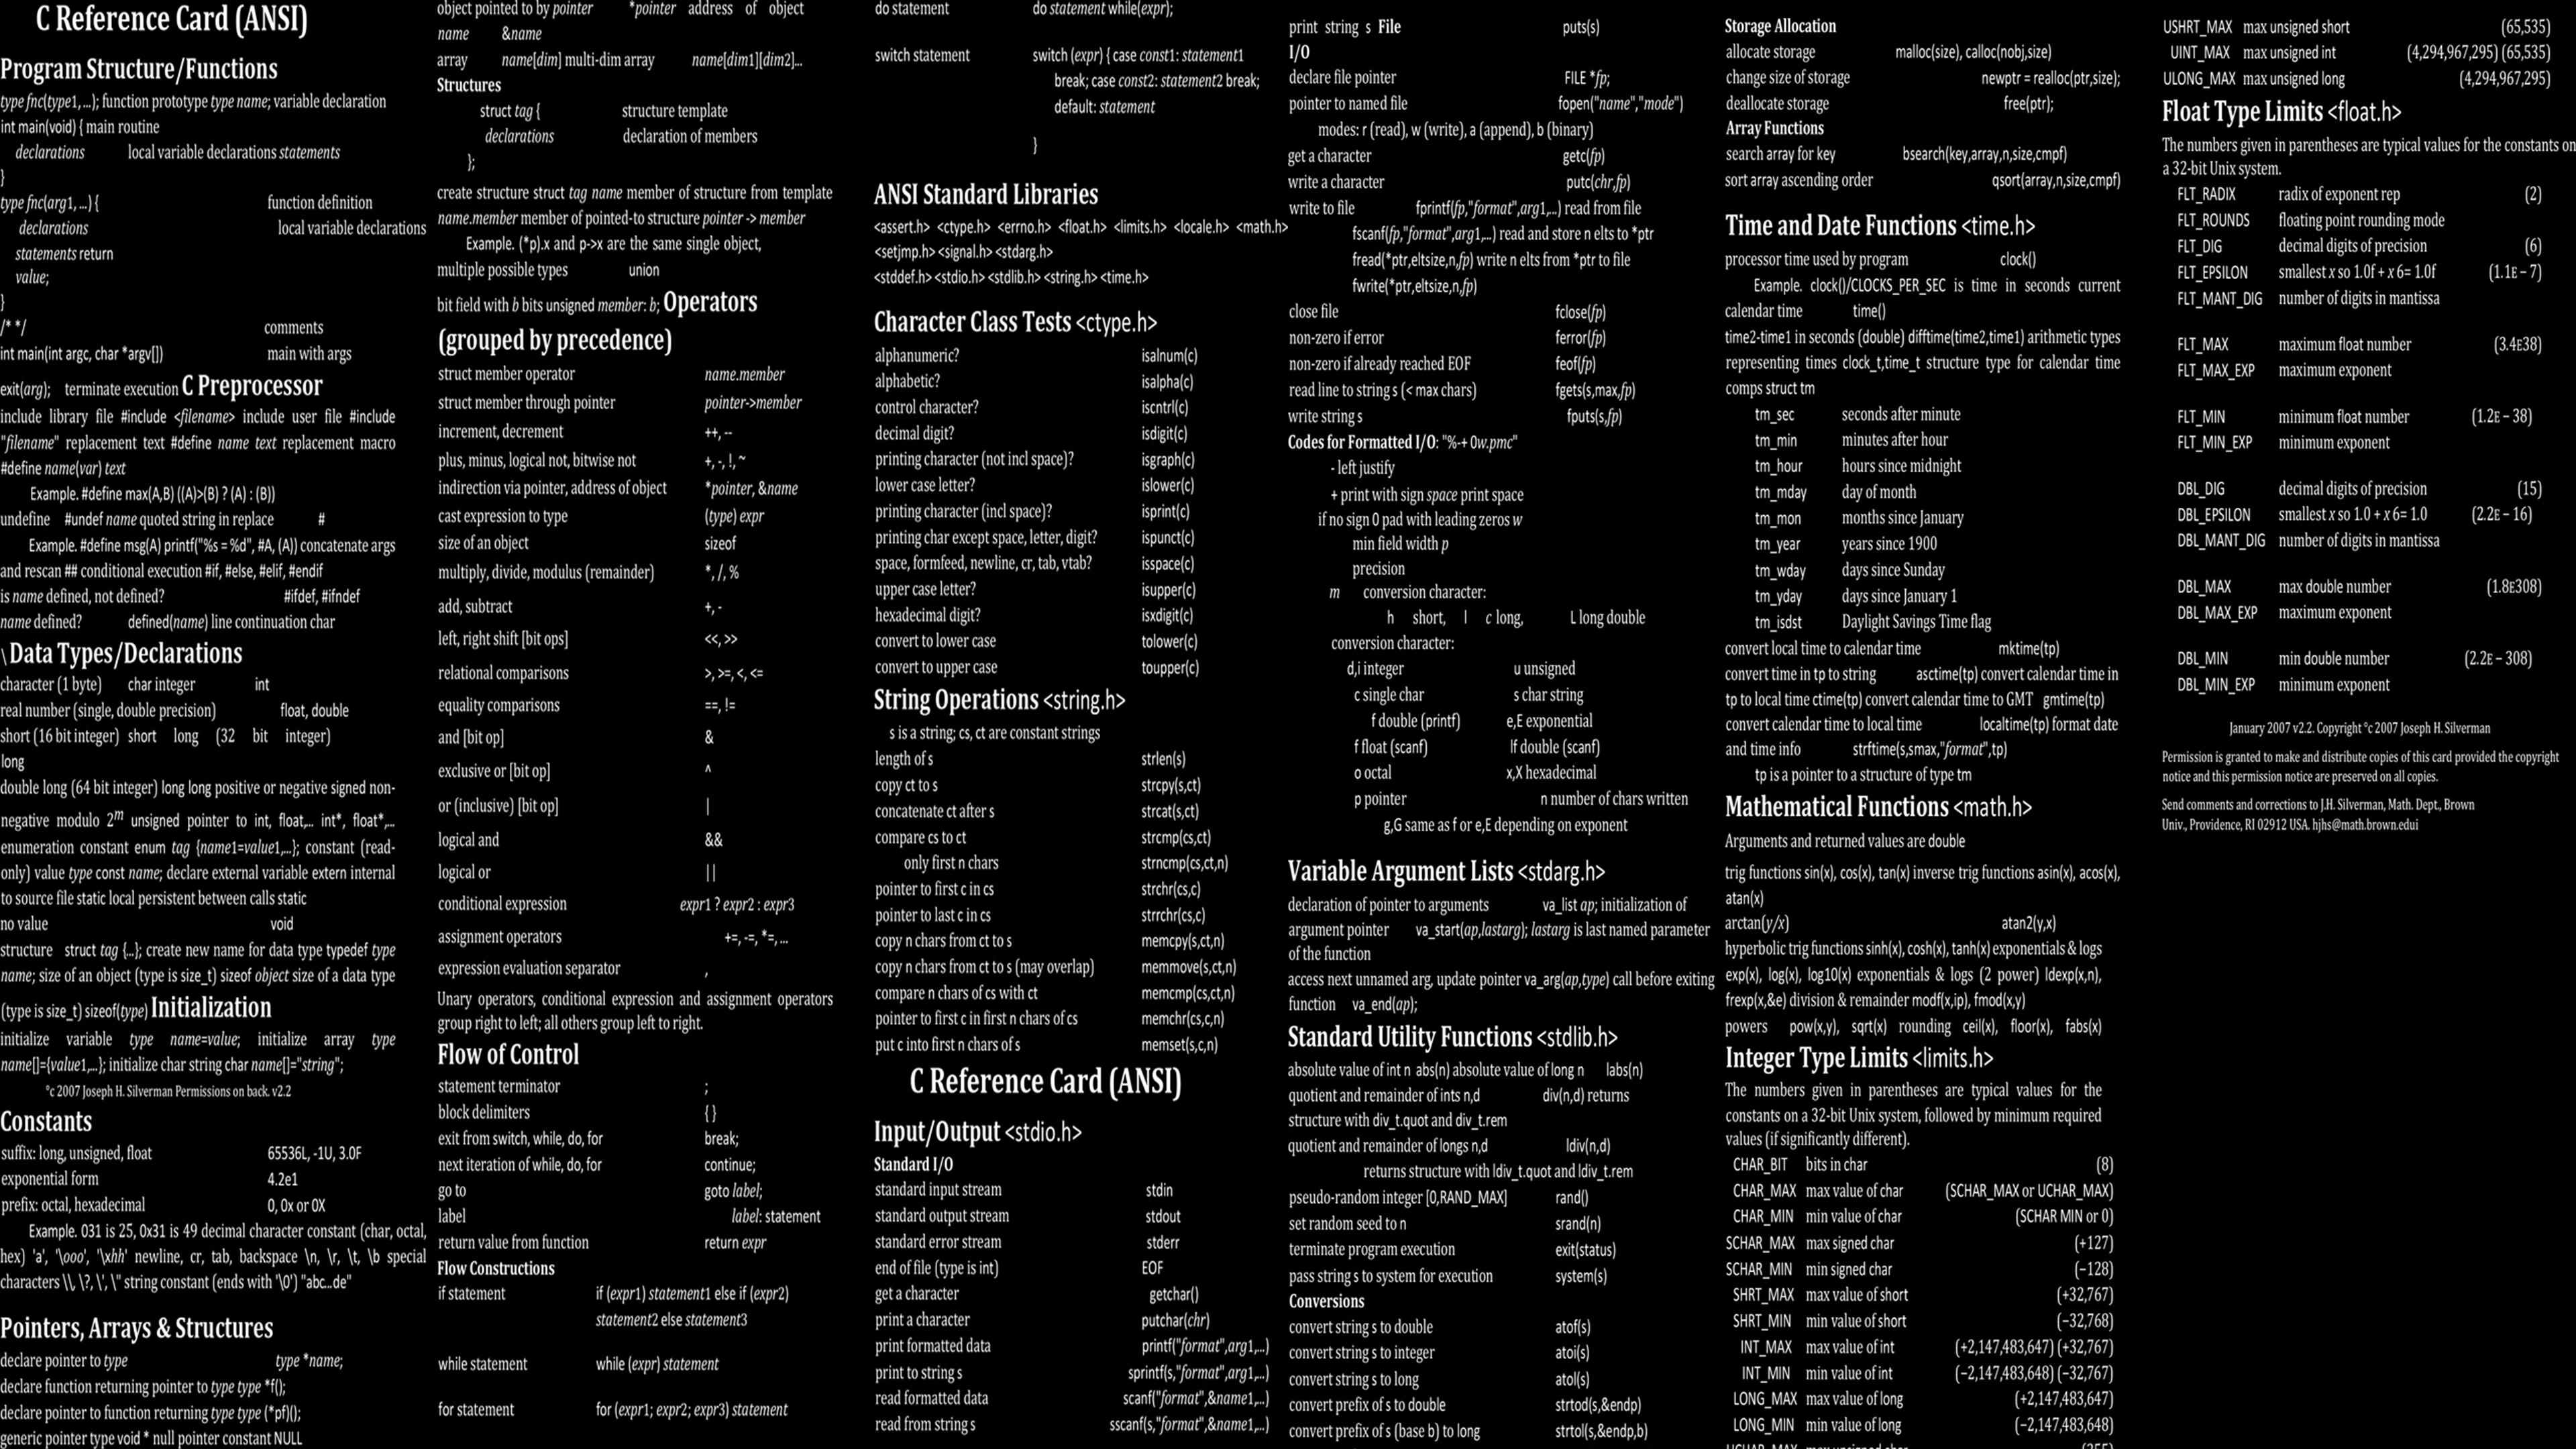 C Reference Card (ANSI)
Program Structure/Functions
type fnc(type1, ...); function prototype type name; variable declaration
int main(void) { main routine
declarations local variable declarations statements
}
type fnc(arg1, ...) { function definition
declarations local variable declarations
statements return
value;
}
/* */ comments
int main(int argc, char *argv[]) main with args
exit(arg); terminate execution C Preprocessor
include library file #include <filename> include user file #include
"filename" replacement text #define name text replacement macro
#define name(var) text
Example. #define max(A,B) ((A)>(B) ? (A) : (B))
undefine #undef name quoted string in replace #
Example. #define msg(A) printf("%s = %d", #A, (A)) concatenate args
and rescan ## conditional execution #if, #else, #elif, #endif
is name defined, not defined? #ifdef, #ifndef
name defined? defined(name) line continuation char
\ Data Types/Declarations
character (1 byte) char integer int
real number (single, double precision) float, double
short (16 bit integer) short long (32 bit integer)
long
double long (64 bit integer) long long positive or negative signed non-
negative modulo 2m unsigned pointer to int, float,... int*, float*,...
enumeration constant enum tag {name1=value1,...}; constant (read-
only) value type const name; declare external variable extern internal
to source file static local persistent between calls static
no value void
structure struct tag {...}; create new name for data type typedef type
name; size of an object (type is size_t) sizeof object size of a data type
(type is size_t) sizeof(type) Initialization
initialize variable type name=value; initialize array type
name[]={value1,...}; initialize char string char name[]="string";
°c 2007 Joseph H. Silverman Permissions on back. v2.2
Constants
suffix: long, unsigned, float 65536L, -1U, 3.0F
exponential form 4.2e1
prefix: octal, hexadecimal 0, 0x or 0X
Example. 031 is 25, 0x31 is 49 decimal character constant (char, octal,
hex) 'a', '\ooo', '\xhh' newline, cr, tab, backspace \n, \r, \t, \b special
characters \\, \?, \', \" string constant (ends with '\0') "abc...de"
Pointers, Arrays & Structures
declare pointer to type type *name;
declare function returning pointer to type type *f();
declare pointer to function returning type type (*pf)();
generic pointer type void * null pointer constant NULL
object pointed to by pointer *pointer address of object
name &name
array name[dim] multi-dim array name[dim1][dim2]...
Structures
struct tag { structure template
declarations declaration of members
};
create structure struct tag name member of structure from template
name.member member of pointed-to structure pointer -> member
Example. (*p).x and p->x are the same single object,
multiple possible types union
bit field with b bits unsigned member: b; Operators
(grouped by precedence)
struct member operator name.member
struct member through pointer pointer->member
increment, decrement ++, --
plus, minus, logical not, bitwise not +, -, !, ~
indirection via pointer, address of object *pointer, &name
cast expression to type (type) expr
size of an object sizeof
multiply, divide, modulus (remainder) *, /, %
add, subtract +, -
left, right shift [bit ops] <<, >>
relational comparisons >, >=, <, <=
equality comparisons ==, !=
and [bit op] &
exclusive or [bit op] ^
or (inclusive) [bit op] |
logical and &&
logical or ||
conditional expression expr1 ? expr2 : expr3
assignment operators +=, -=, *=, ...
expression evaluation separator ,
Unary operators, conditional expression and assignment operators
group right to left; all others group left to right.
Flow of Control
statement terminator ;
block delimiters { }
exit from switch, while, do, for break;
next iteration of while, do, for continue;
go to goto label;
label label: statement
return value from function return expr
Flow Constructions
if statement if (expr1) statement1 else if (expr2)
statement2 else statement3
while statement while (expr) statement
for statement for (expr1; expr2; expr3) statement
do statement do statement while(expr);
switch statement switch (expr) { case const1: statement1
break; case const2: statement2 break;
default: statement
}
ANSI Standard Libraries
<assert.h> <ctype.h> <errno.h> <float.h> <limits.h> <locale.h> <math.h>
<setjmp.h> <signal.h> <stdarg.h>
<stddef.h> <stdio.h> <stdlib.h> <string.h> <time.h>
Character Class Tests <ctype.h>
alphanumeric? isalnum(c)
alphabetic? isalpha(c)
control character? iscntrl(c)
decimal digit? isdigit(c)
printing character (not incl space)? isgraph(c)
lower case letter? islower(c)
printing character (incl space)? isprint(c)
printing char except space, letter, digit? ispunct(c)
space, formfeed, newline, cr, tab, vtab? isspace(c)
upper case letter? isupper(c)
hexadecimal digit? isxdigit(c)
convert to lower case tolower(c)
convert to upper case toupper(c)
String Operations <string.h>
s is a string; cs, ct are constant strings
length of s strlen(s)
copy ct to s strcpy(s,ct)
concatenate ct after s strcat(s,ct)
compare cs to ct strcmp(cs,ct)
only first n chars strncmp(cs,ct,n)
pointer to first c in cs strchr(cs,c)
pointer to last c in cs strrchr(cs,c)
copy n chars from ct to s memcpy(s,ct,n)
copy n chars from ct to s (may overlap) memmove(s,ct,n)
compare n chars of cs with ct memcmp(cs,ct,n)
pointer to first c in first n chars of cs memchr(cs,c,n)
put c into first n chars of s memset(s,c,n)
C Reference Card (ANSI)
Input/Output <stdio.h>
Standard I/O
standard input stream stdin
standard output stream stdout
standard error stream stderr
end of file (type is int) EOF
get a character getchar()
print a character putchar(chr)
print formatted data printf("format",arg1,...)
print to string s sprintf(s,"format",arg1,...)
read formatted data scanf("format",&name1,...)
read from string s sscanf(s,"format",&name1,...)
print string s File puts(s)
I/O
declare file pointer FILE *fp;
pointer to named file fopen("name","mode")
modes: r (read), w (write), a (append), b (binary)
get a character getc(fp)
write a character putc(chr,fp)
write to file fprintf(fp,"format",arg1,...) read from file
fscanf(fp,"format",arg1,...) read and store n elts to *ptr
fread(*ptr,eltsize,n,fp) write n elts from *ptr to file
fwrite(*ptr,eltsize,n,fp)
close file fclose(fp)
non-zero if error ferror(fp)
non-zero if already reached EOF feof(fp)
read line to string s (< max chars) fgets(s,max,fp)
write string s fputs(s,fp)
Codes for Formatted I/O: "%-+ 0w.pmc"
- left justify
+ print with sign space print space
if no sign 0 pad with leading zeros w
min field width p
precision
m conversion character:
h short, l c long, L long double
conversion character:
d,i integer u unsigned
c single char s char string
f double (printf) e,E exponential
f float (scanf) lf double (scanf)
o octal x,X hexadecimal
p pointer n number of chars written
g,G same as f or e,E depending on exponent
Variable Argument Lists <stdarg.h>
declaration of pointer to arguments va_list ap; initialization of
argument pointer va_start(ap,lastarg); lastarg is last named parameter
of the function
access next unnamed arg, update pointer va_arg(ap,type) call before exiting
function va_end(ap);
Standard Utility Functions <stdlib.h>
absolute value of int n abs(n) absolute value of long n labs(n)
quotient and remainder of ints n,d div(n,d) returns
structure with div_t.quot and div_t.rem
quotient and remainder of longs n,d ldiv(n,d)
returns structure with ldiv_t.quot and ldiv_t.rem
pseudo-random integer [0,RAND_MAX] rand()
set random seed to n srand(n)
terminate program execution exit(status)
pass string s to system for execution system(s)
Conversions
convert string s to double atof(s)
convert string s to integer atoi(s)
convert string s to long atol(s)
convert prefix of s to double strtod(s,&endp)
convert prefix of s (base b) to long strtol(s,&endp,b)
Storage Allocation
allocate storage malloc(size), calloc(nobj,size)
change size of storage newptr = realloc(ptr,size);
deallocate storage free(ptr);
Array Functions
search array for key bsearch(key,array,n,size,cmpf)
sort array ascending order qsort(array,n,size,cmpf)
Time and Date Functions <time.h>
processor time used by program clock()
Example. clock()/CLOCKS_PER_SEC is time in seconds current
calendar time time()
time2-time1 in seconds (double) difftime(time2,time1) arithmetic types
representing times clock_t,time_t structure type for calendar time
comps struct tm
tm_sec seconds after minute
tm_min minutes after hour
tm_hour hours since midnight
tm_mday day of month
tm_mon months since January
tm_year years since 1900
tm_wday days since Sunday
tm_yday days since January 1
tm_isdst Daylight Savings Time flag
convert local time to calendar time mktime(tp)
convert time in tp to string asctime(tp) convert calendar time in
tp to local time ctime(tp) convert calendar time to GMT gmtime(tp)
convert calendar time to local time localtime(tp) format date
and time info strftime(s,smax,"format",tp)
tp is a pointer to a structure of type tm
Mathematical Functions <math.h>
Arguments and returned values are double
trig functions sin(x), cos(x), tan(x) inverse trig functions asin(x), acos(x),
atan(x)
arctan(y/x) atan2(y,x)
hyperbolic trig functions sinh(x), cosh(x), tanh(x) exponentials & logs
exp(x), log(x), log10(x) exponentials & logs (2 power) ldexp(x,n),
frexp(x,&e) division & remainder modf(x,ip), fmod(x,y)
powers pow(x,y), sqrt(x) rounding ceil(x), floor(x), fabs(x)
Integer Type Limits <limits.h>
The numbers given in parentheses are typical values for the
constants on a 32-bit Unix system, followed by minimum required
values (if significantly different).
CHAR_BIT bits in char (8)
CHAR_MAX max value of char (SCHAR_MAX or UCHAR_MAX)
CHAR_MIN min value of char (SCHAR MIN or 0)
SCHAR_MAX max signed char (+127)
SCHAR_MIN min signed char (−128)
SHRT_MAX max value of short (+32,767)
SHRT_MIN min value of short (−32,768)
INT_MAX max value of int (+2,147,483,647) (+32,767)
INT_MIN min value of int (−2,147,483,648) (−32,767)
LONG_MAX max value of long (+2,147,483,647)
LONG_MIN min value of long (−2,147,483,648)
USHRT_MAX max unsigned short (65,535)
UINT_MAX max unsigned int (4,294,967,295) (65,535)
ULONG_MAX max unsigned long (4,294,967,295)
Float Type Limits <float.h>
The numbers given in parentheses are typical values for the constants on
a 32-bit Unix system.
FLT_RADIX radix of exponent rep (2)
FLT_ROUNDS floating point rounding mode
FLT_DIG decimal digits of precision (6)
FLT_EPSILON smallest x so 1.0f + x 6= 1.0f (1.1E − 7)
FLT_MANT_DIG number of digits in mantissa
FLT_MAX maximum float number (3.4E38)
FLT_MAX_EXP maximum exponent
FLT_MIN minimum float number (1.2E − 38)
FLT_MIN_EXP minimum exponent
DBL_DIG decimal digits of precision (15)
DBL_EPSILON smallest x so 1.0 + x 6= 1.0 (2.2E − 16)
DBL_MANT_DIG number of digits in mantissa
DBL_MAX max double number (1.8E308)
DBL_MAX_EXP maximum exponent
DBL_MIN min double number (2.2E − 308)
DBL_MIN_EXP minimum exponent
January 2007 v2.2. Copyright °c 2007 Joseph H. Silverman
Permission is granted to make and distribute copies of this card provided the copyright
notice and this permission notice are preserved on all copies.
Send comments and corrections to J.H. Silverman, Math. Dept., Brown
Univ., Providence, RI 02912 USA. hjhs@math.brown.edui